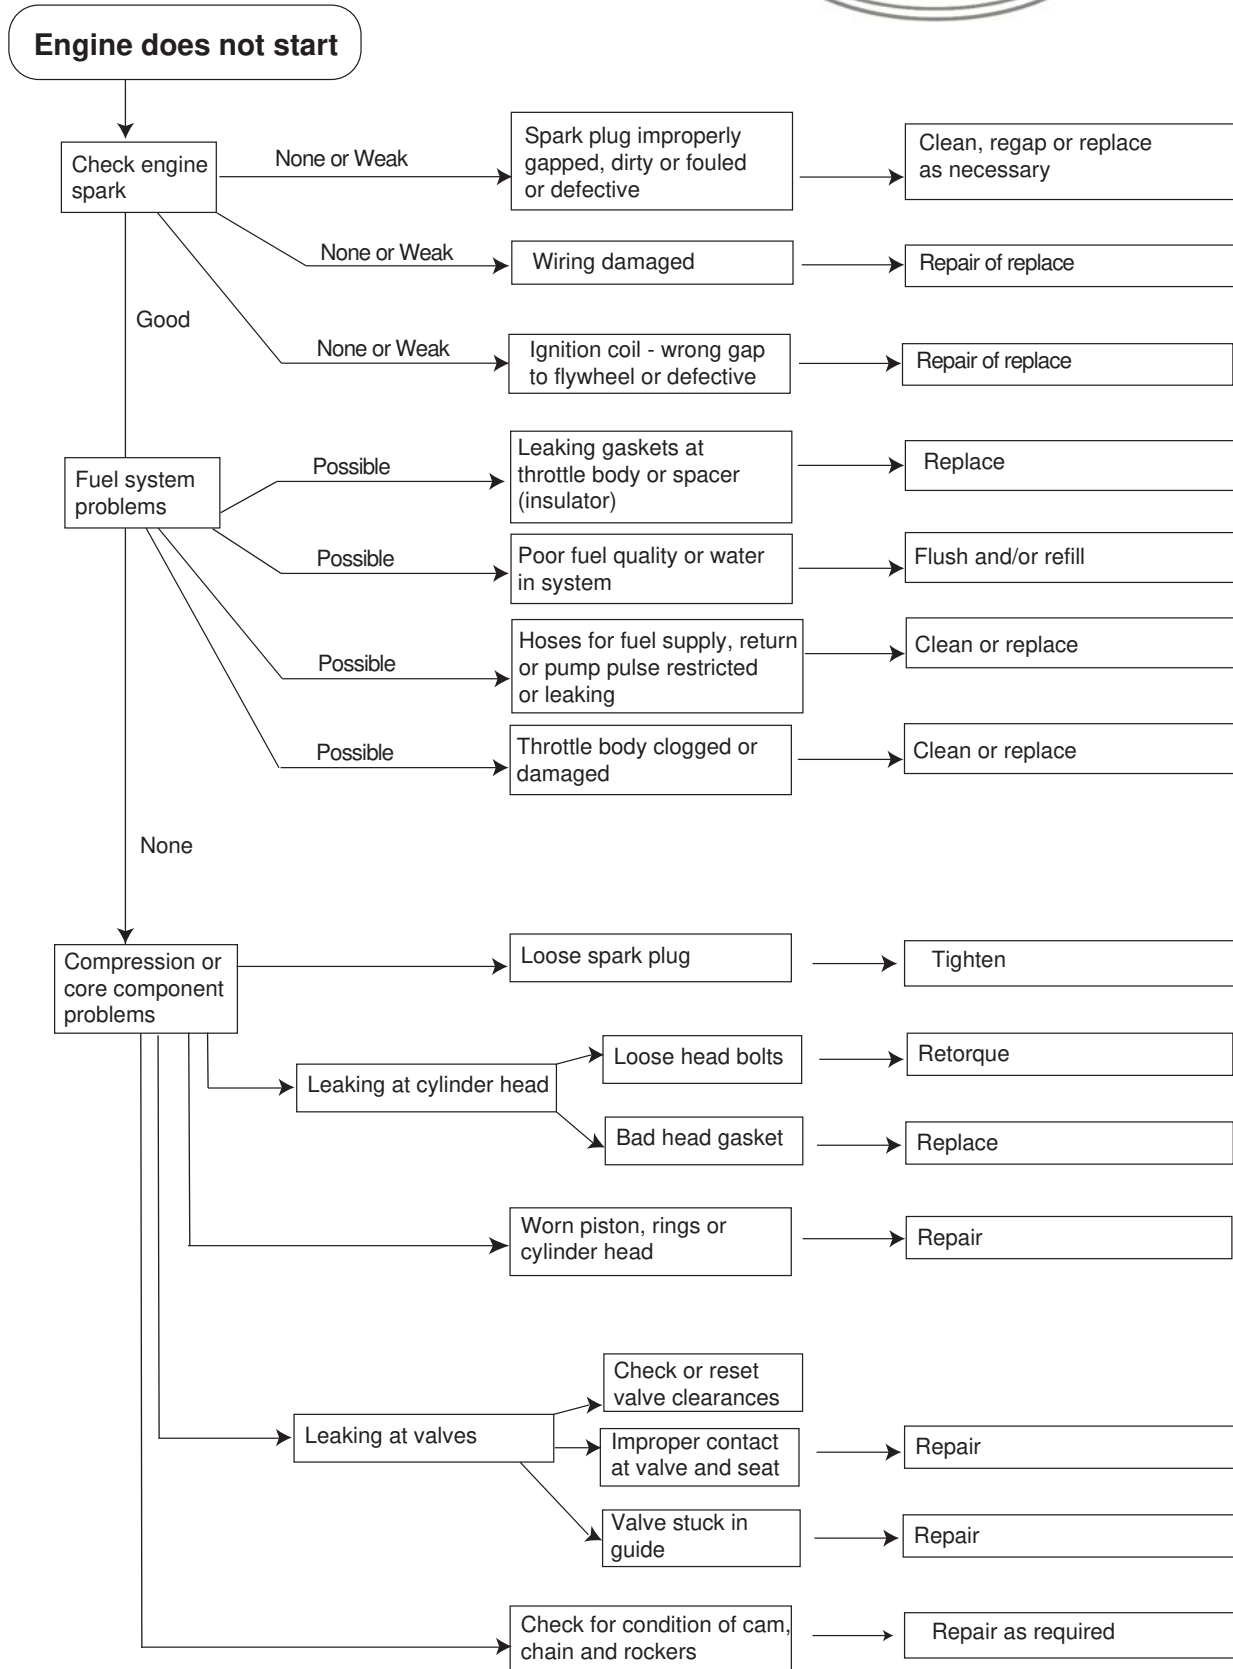 Engine does not start
Check engine
spark
None or Weak
Spark plug improperly
gapped, dirty or fouled
or defective
Clean, regap or replace
as necessary
None or Weak
Wiring damaged
Repair of replace
Good
None or Weak
Ignition coil - wrong gap
to flywheel or defective
Repair of replace
Fuel system
problems
Possible
Leaking gaskets at
throttle body or spacer
(insulator)
Replace
Possible
Poor fuel quality or water
in system
Flush and/or refill
Possible
Hoses for fuel supply, return
or pump pulse restricted
or leaking
Clean or replace
Possible
Throttle body clogged or
damaged
Clean or replace
None
Compression or
core component
problems
Loose spark plug
Tighten
Leaking at cylinder head
Loose head bolts
Retorque
Bad head gasket
Replace
Worn piston, rings or
cylinder head
Repair
Leaking at valves
Check or reset
valve clearances
Improper contact
at valve and seat
Repair
Valve stuck in
guide
Repair
Check for condition of cam,
chain and rockers
Repair as required